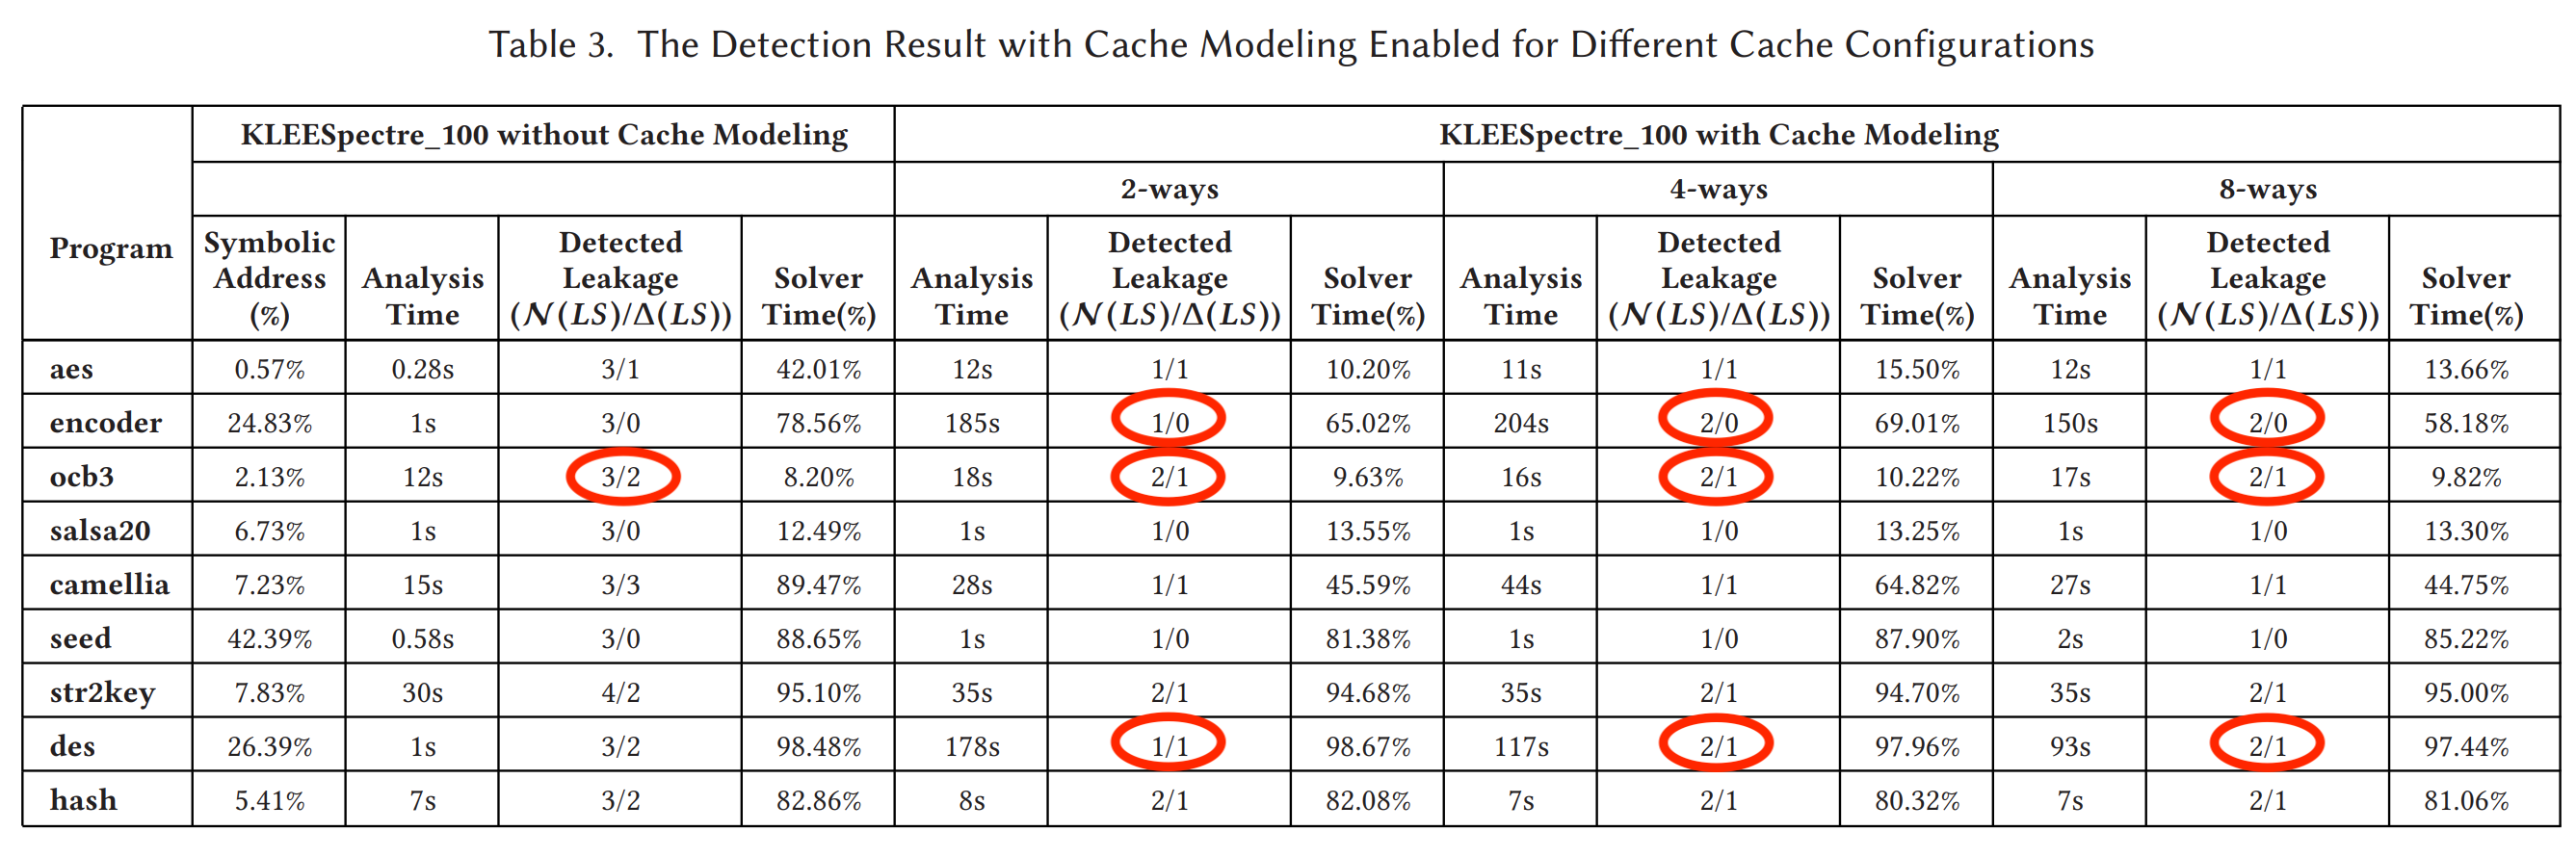 Table 3. The Detection Result with Cache Modeling Enabled for Different Cache Configurations
Program KLEESpectre_100 without Cache Modeling KLEESpectre_100 with Cache Modeling
2-ways 4-ways 8-ways
Symbolic Address (%) Analysis Time Detected Leakage (𝒩(LS)/Δ(LS)) Solver Time(%) Analysis Time Detected Leakage (𝒩(LS)/Δ(LS)) Solver Time(%) Analysis Time Detected Leakage (𝒩(LS)/Δ(LS)) Solver Time(%) Analysis Time Detected Leakage (𝒩(LS)/Δ(LS)) Solver Time(%)
aes 0.57% 0.28s 3/1 42.01% 12s 1/1 10.20% 11s 1/1 15.50% 12s 1/1 13.66%
encoder 24.83% 1s 3/0 78.56% 185s 1/0 65.02% 204s 2/0 69.01% 150s 2/0 58.18%
ocb3 2.13% 12s 3/2 8.20% 18s 2/1 9.63% 16s 2/1 10.22% 17s 2/1 9.82%
salsa20 6.73% 1s 3/0 12.49% 1s 1/0 13.55% 1s 1/0 13.25% 1s 1/0 13.30%
camellia 7.23% 15s 3/3 89.47% 28s 1/1 45.59% 44s 1/1 64.82% 27s 1/1 44.75%
seed 42.39% 0.58s 3/0 88.65% 1s 1/0 81.38% 1s 1/0 87.90% 2s 1/0 85.22%
str2key 7.83% 30s 4/2 95.10% 35s 2/1 94.68% 35s 2/1 94.70% 35s 2/1 95.00%
des 26.39% 1s 3/2 98.48% 178s 1/1 98.67% 117s 2/1 97.96% 93s 2/1 97.44%
hash 5.41% 7s 3/2 82.86% 8s 2/1 82.08% 7s 2/1 80.32% 7s 2/1 81.06%